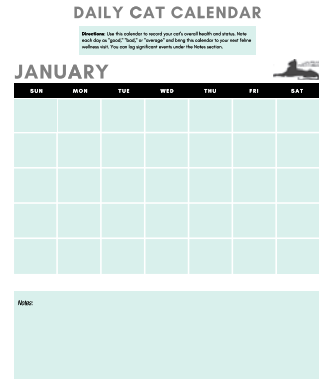 DAILY CAT CALENDAR
Directions: Use this calendar to record your cat's overall health and status. Note
each day as "good," "bad," or "average" and bring this calendar to your next feline
wellness visit. You can log significant events under the Notes section.
JANUARY
SUN MON TUE WED THU FRI SAT
Notes: